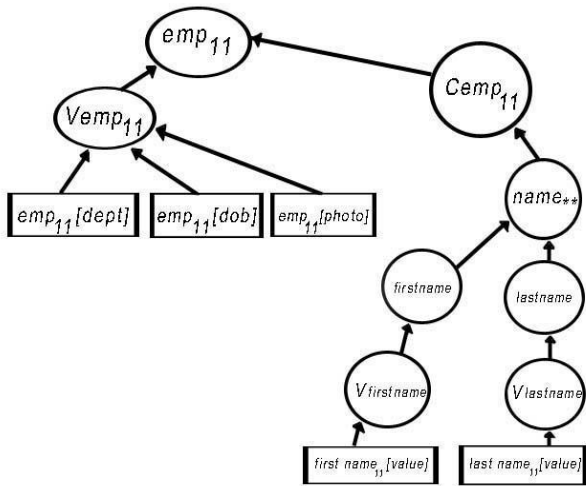 emp11
Cemp11
Vemp11
emp11[dept]
emp11[dob]
emp11[photo]
name**
firstname
lastname
Vfirstname
Vlastname
first name11[value]
last name11[value]